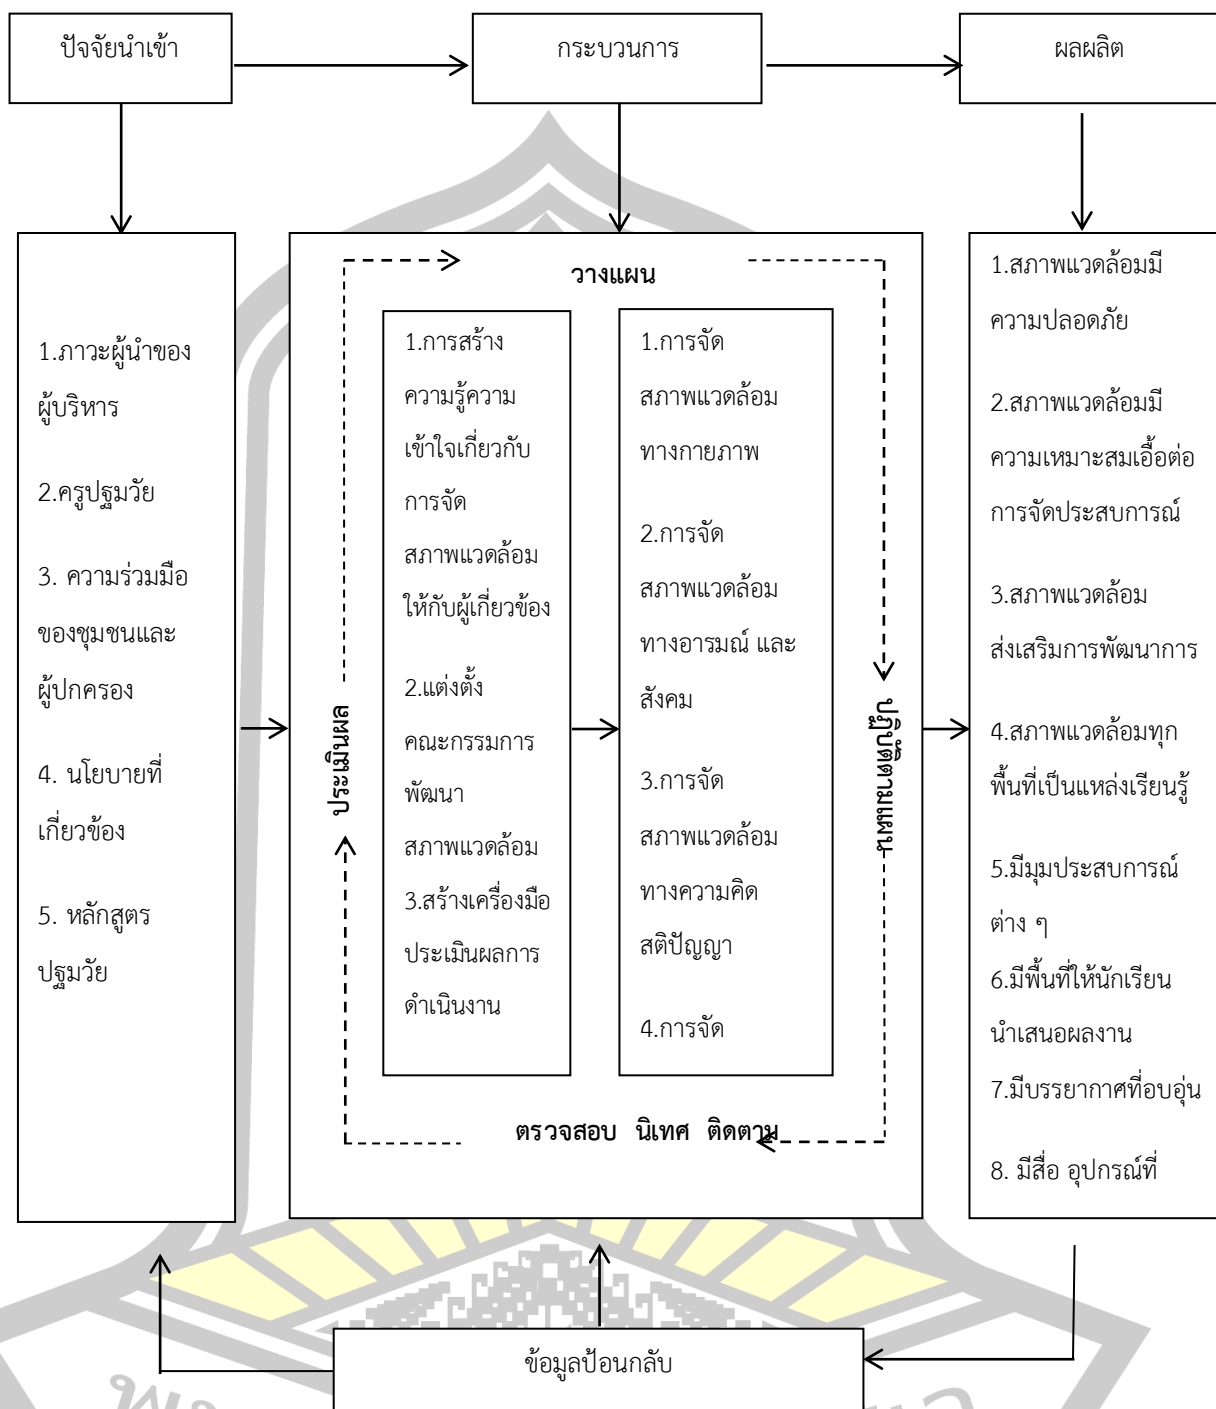 ปัจจัยนำเข้า
กระบวนการ
ผลผลิต
1.ภาวะผู้นำของ
ผู้บริหาร
2.ครูปฐมวัย
3. ความร่วมมือ
ของชุมชนและ
ผู้ปกครอง
4. นโยบายที่
เกี่ยวข้อง
5. หลักสูตร
ปฐมวัย
วางแผน
ประเมินผล
1.การสร้าง
ความรู้ความ
เข้าใจเกี่ยวกับ
การจัด
สภาพแวดล้อม
ให้กับผู้เกี่ยวข้อง
2.แต่งตั้ง
คณะกรรมการ
พัฒนา
สภาพแวดล้อม
3.สร้างเครื่องมือ
ประเมินผลการ
ดำเนินงาน
1.การจัด
สภาพแวดล้อม
ทางกายภาพ
2.การจัด
สภาพแวดล้อม
ทางอารมณ์ และ
สังคม
3.การจัด
สภาพแวดล้อม
ทางความคิด
สติปัญญา
4.การจัด
ปฏิบัติตามแผน
ตรวจสอบ นิเทศ ติดตาม
1.สภาพแวดล้อมมี
ความปลอดภัย
2.สภาพแวดล้อมมี
ความเหมาะสมเอื้อต่อ
การจัดประสบการณ์
3.สภาพแวดล้อม
ส่งเสริมการพัฒนาการ
4.สภาพแวดล้อมทุก
พื้นที่เป็นแหล่งเรียนรู้
5.มีมุมประสบการณ์
ต่าง ๆ
6.มีพื้นที่ให้นักเรียน
นำเสนอผลงาน
7.มีบรรยากาศที่อบอุ่น
8. มีสื่อ อุปกรณ์ที่
ข้อมูลป้อนกลับ